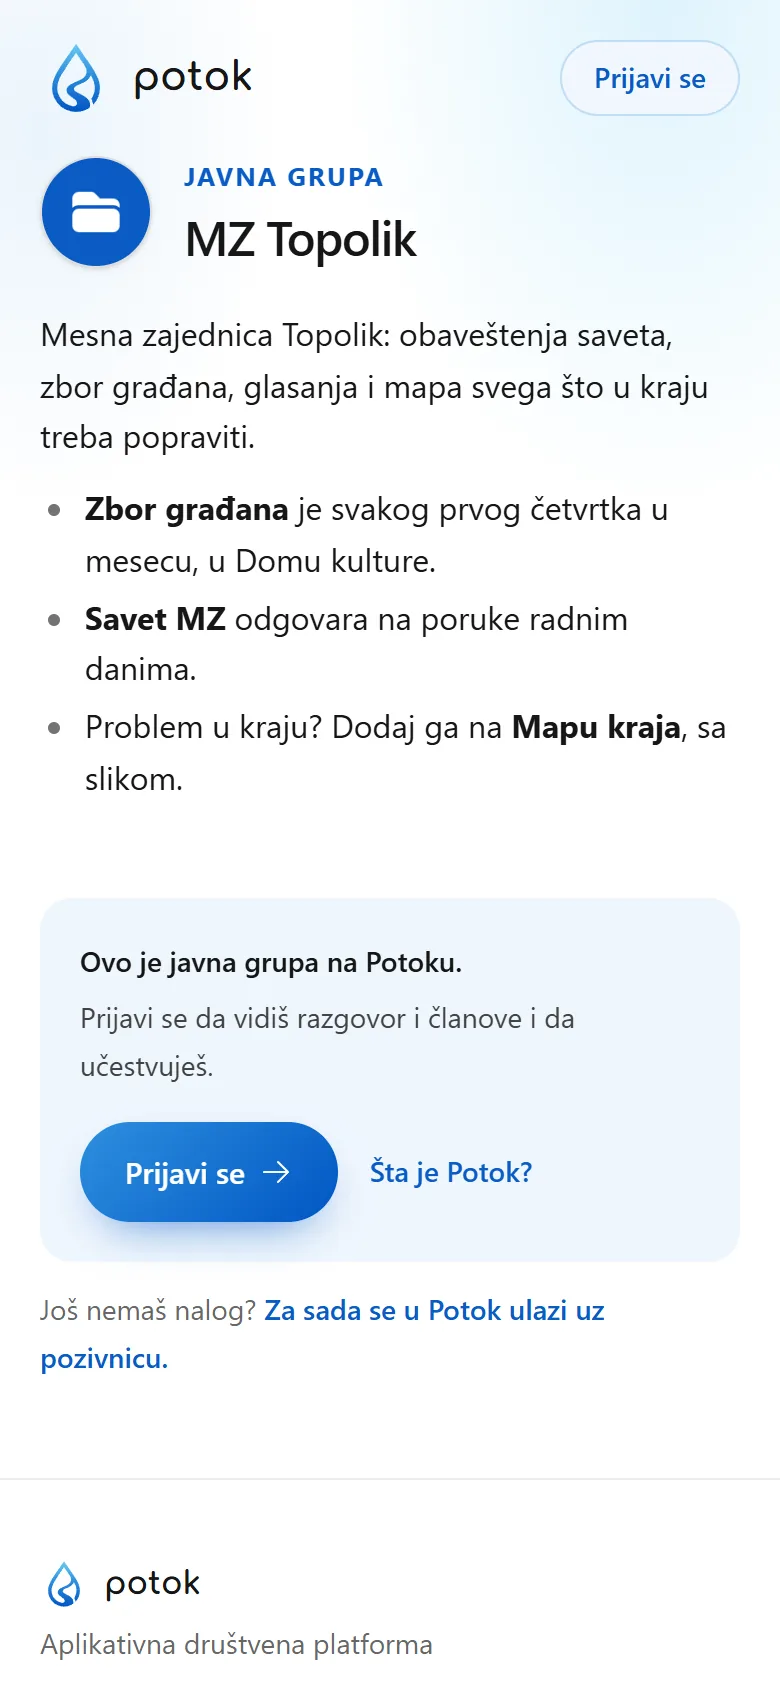 potok
Prijavi se
JAVNA GRUPA
MZ Topolik
Mesna zajednica Topolik: obaveštenja saveta,
zbor građana, glasanja i mapa svega što u kraju
treba popraviti.
Zbor građana je svakog prvog četvrtka u
mesecu, u Domu kulture.
Savet MZ odgovara na poruke radnim
danima.
Problem u kraju? Dodaj ga na Mapu kraja, sa
slikom.
Ovo je javna grupa na Potoku.
Prijavi se da vidiš razgovor i članove i da
učestvuješ.
Prijavi se →
Šta je Potok?
Još nemaš nalog? Za sada se u Potok ulazi uz
pozivnicu.
potok
Aplikativna društvena platforma